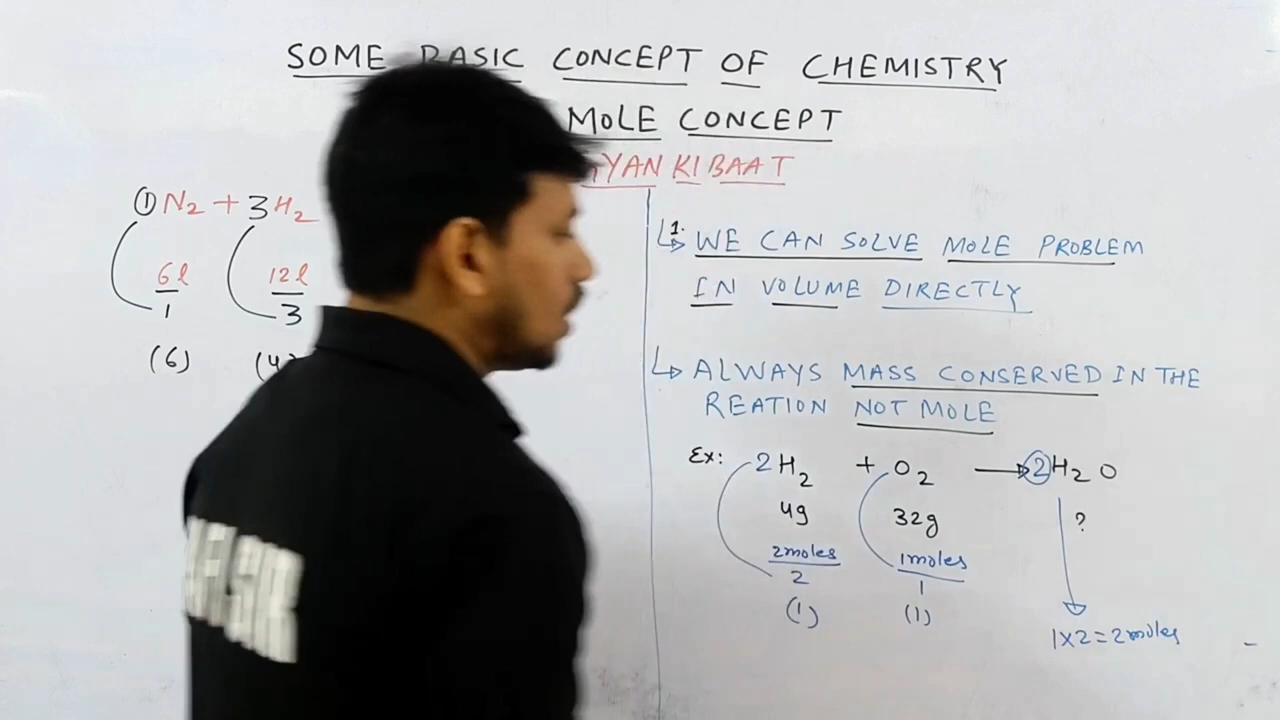 SOME BASIC CONCEPT OF CHEMISTRY
MOLE CONCEPT
GYAN KI BAAT
① N₂ + 3H₂
6l/1 12l/3
(6) (4)
1. WE CAN SOLVE MOLE PROBLEM
IN VOLUME DIRECTLY
ALWAYS MASS CONSERVED IN THE
REATION NOT MOLE
Ex: 2H₂ + O₂ → 2H₂O
4g 32g ?
2moles/2 1moles/1
(1) (1)
1×2=2moles